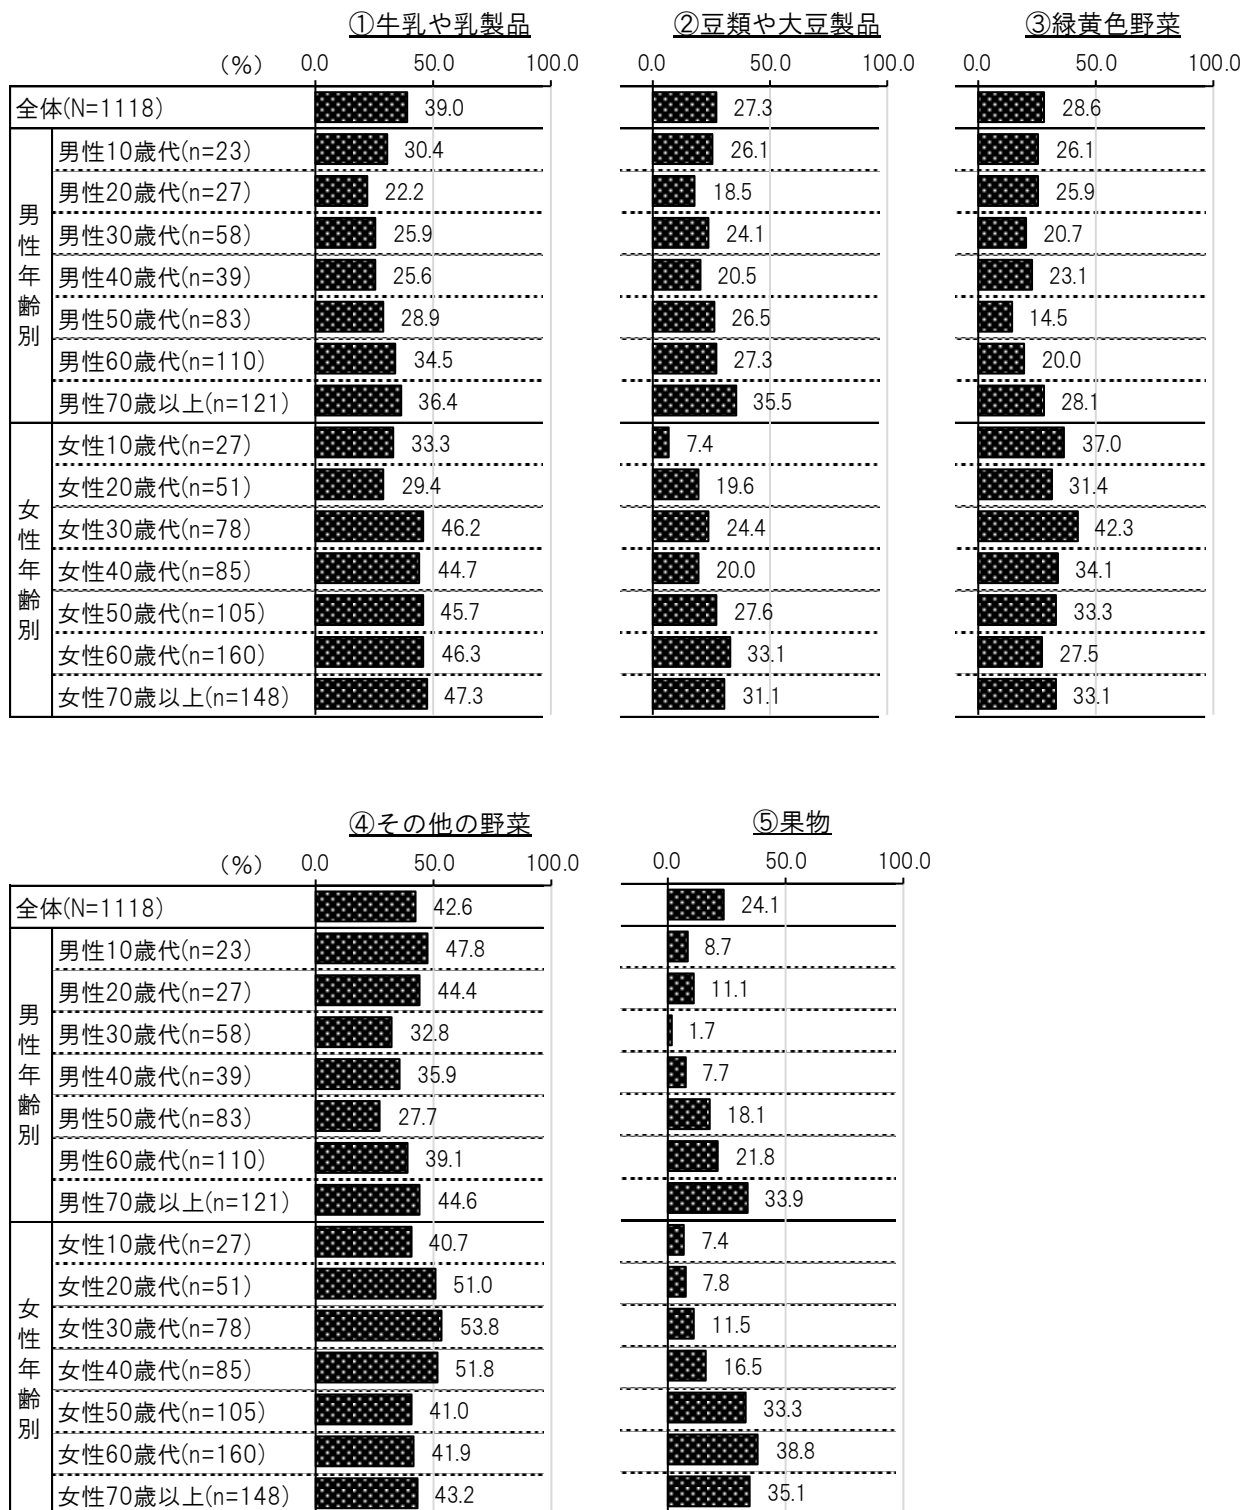 ①牛乳や乳製品 ②豆類や大豆製品 ③緑黄色野菜
(%) 0.0 50.0 100.0 0.0 50.0 100.0 0.0 50.0 100.0
全体(N=1118) 39.0 27.3 28.6
男性年齢別
男性10歳代(n=23) 30.4 26.1 26.1
男性20歳代(n=27) 22.2 18.5 25.9
男性30歳代(n=58) 25.9 24.1 20.7
男性40歳代(n=39) 25.6 20.5 23.1
男性50歳代(n=83) 28.9 26.5 14.5
男性60歳代(n=110) 34.5 27.3 20.0
男性70歳以上(n=121) 36.4 35.5 28.1
女性年齢別
女性10歳代(n=27) 33.3 7.4 37.0
女性20歳代(n=51) 29.4 19.6 31.4
女性30歳代(n=78) 46.2 24.4 42.3
女性40歳代(n=85) 44.7 20.0 34.1
女性50歳代(n=105) 45.7 27.6 33.3
女性60歳代(n=160) 46.3 33.1 27.5
女性70歳以上(n=148) 47.3 31.1 33.1
④その他の野菜 ⑤果物
(%) 0.0 50.0 100.0 0.0 50.0 100.0
全体(N=1118) 42.6 24.1
男性年齢別
男性10歳代(n=23) 47.8 8.7
男性20歳代(n=27) 44.4 11.1
男性30歳代(n=58) 32.8 1.7
男性40歳代(n=39) 35.9 7.7
男性50歳代(n=83) 27.7 18.1
男性60歳代(n=110) 39.1 21.8
男性70歳以上(n=121) 44.6 33.9
女性年齢別
女性10歳代(n=27) 40.7 7.4
女性20歳代(n=51) 51.0 7.8
女性30歳代(n=78) 53.8 11.5
女性40歳代(n=85) 51.8 16.5
女性50歳代(n=105) 41.0 33.3
女性60歳代(n=160) 41.9 38.8
女性70歳以上(n=148) 43.2 35.1